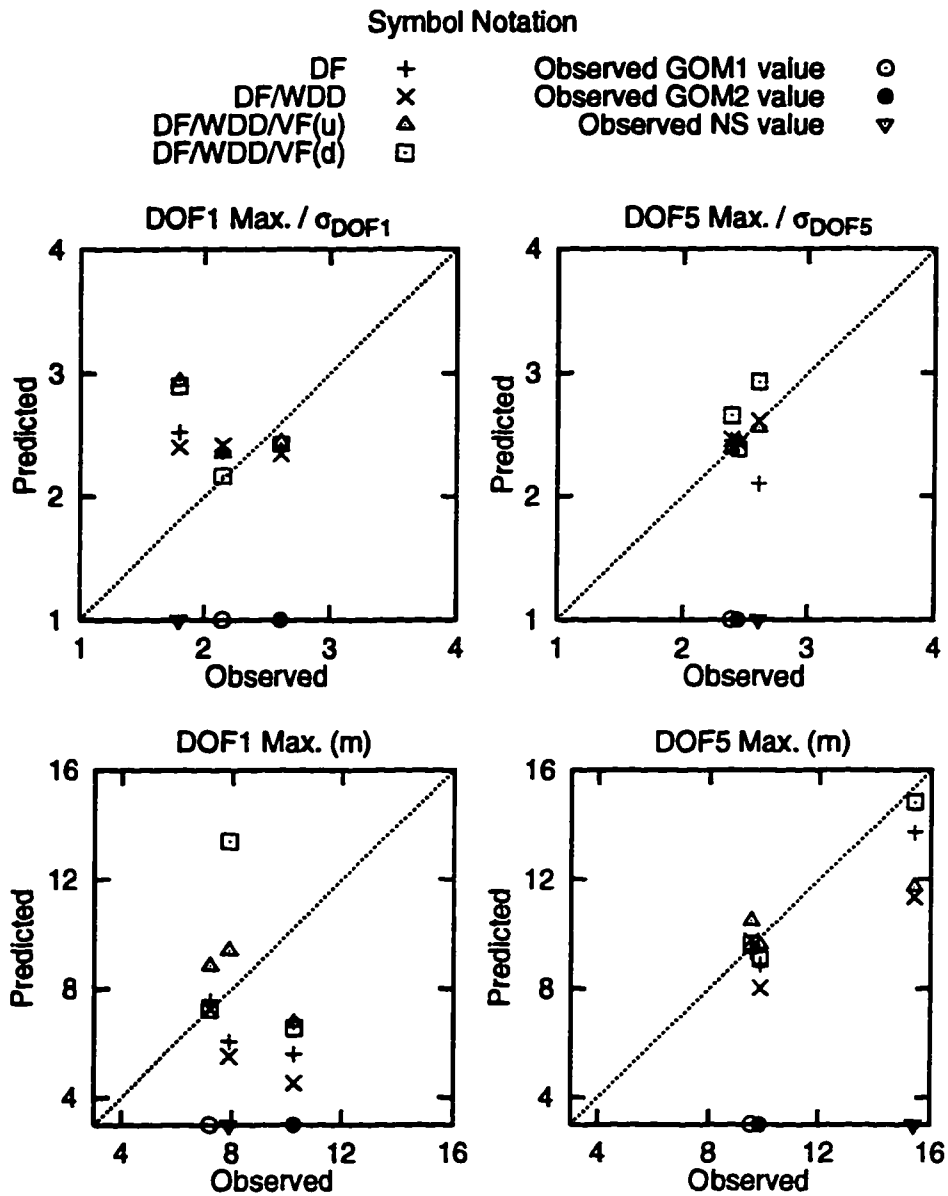 Symbol Notation
DF + Observed GOM1 value ⊙
DF/WDD × Observed GOM2 value ●
DF/WDD/VF(u) △ Observed NS value ▽
DF/WDD/VF(d) ⊡
DOF1 Max. / σDOF1 DOF5 Max. / σDOF5
4 4
3 3
Predicted Predicted
2 2
1 1
1 2 3 4 1 2 3 4
Observed Observed
DOF1 Max. (m) DOF5 Max. (m)
16 16
12 12
Predicted Predicted
8 8
4 4
4 8 12 16 4 8 12 16
Observed Observed